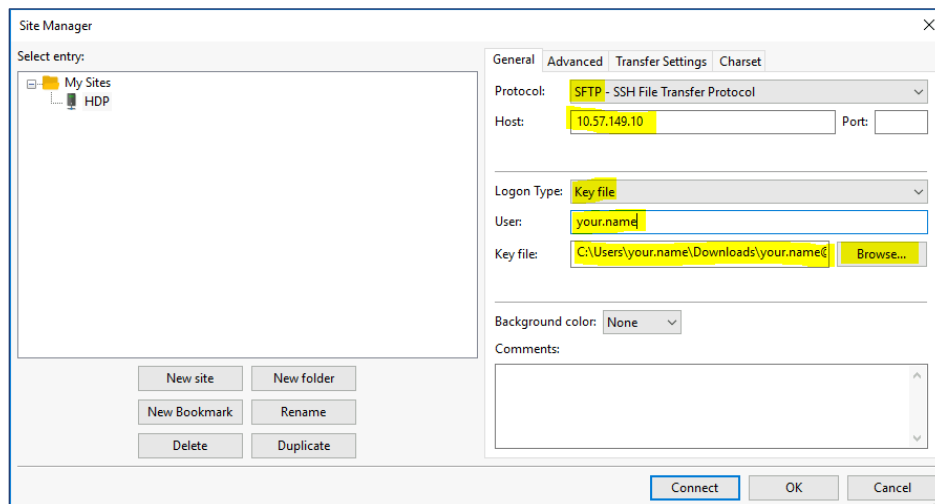 Site Manager
Select entry:
My Sites
HDP
New site New folder
New Bookmark Rename
Delete Duplicate
General Advanced Transfer Settings Charset
Protocol: SFTP - SSH File Transfer Protocol
Host: 10.57.149.10 Port:
Logon Type: Key file
User: your.name
Key file: C:\Users\your.name\Downloads\your.name@ Browse...
Background color: None
Comments:
Connect OK Cancel